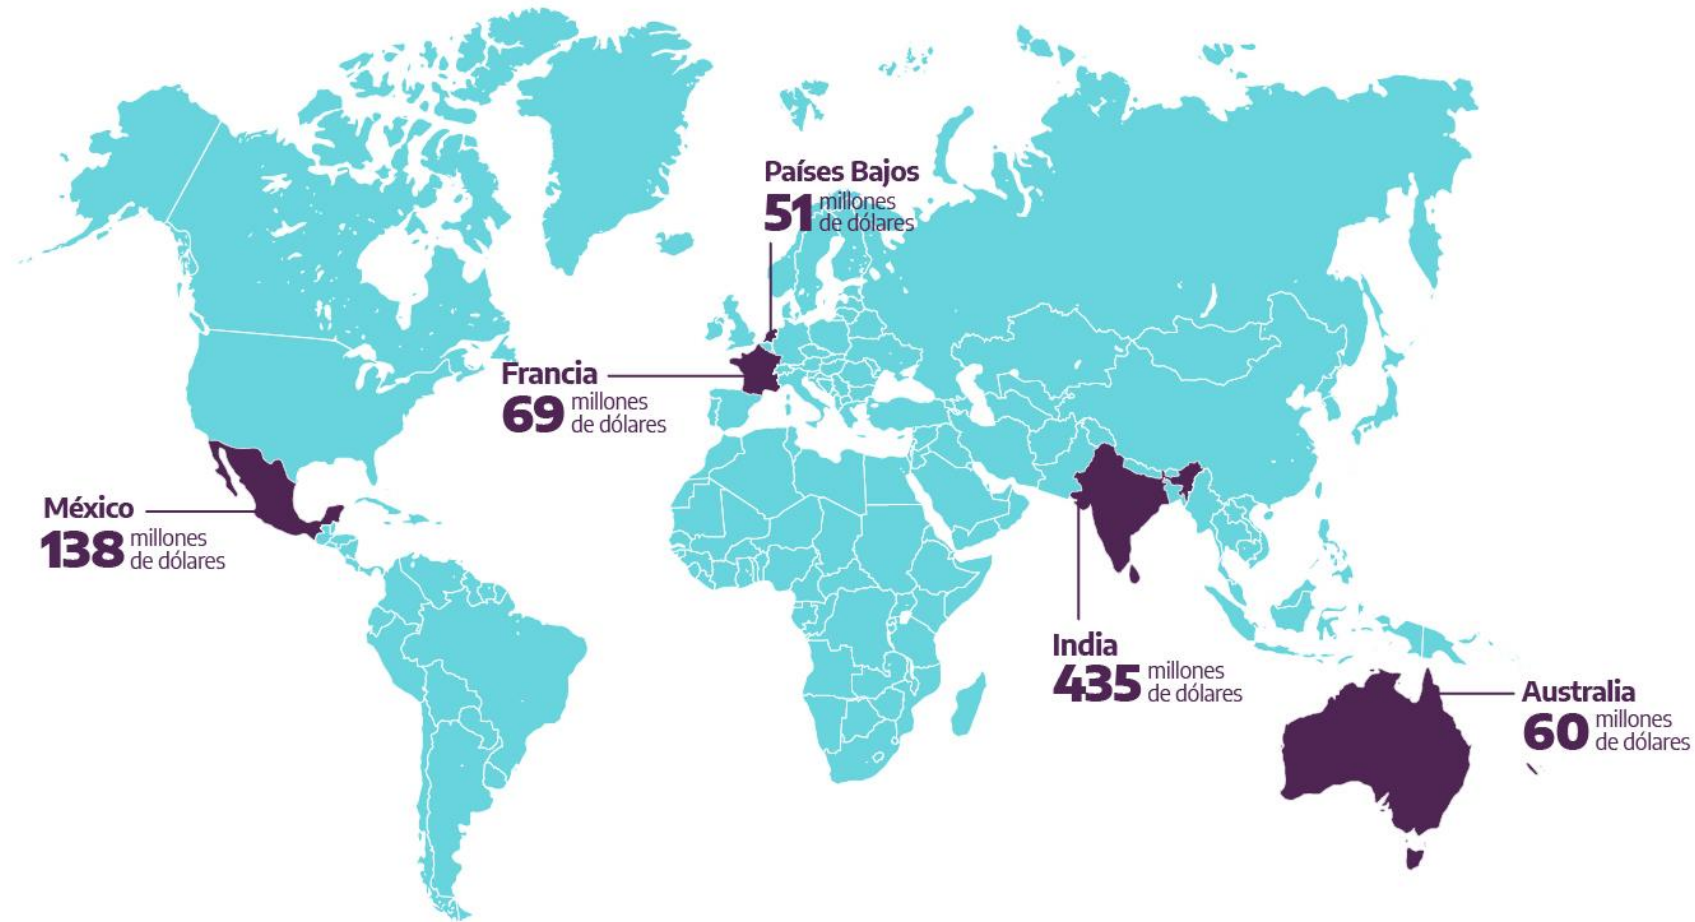 Países Bajos
51 millones
de dólares
Francia
69 millones
de dólares
México
138 millones
de dólares
India
435 millones
de dólares
Australia
60 millones
de dólares